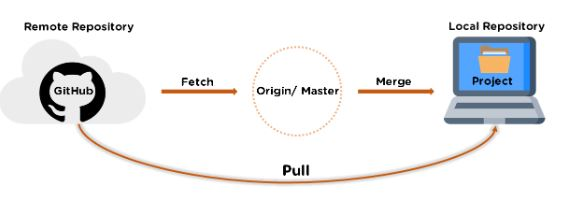 Remote Repository
Local Repository
GitHub
Fetch
Origin/ Master
Merge
Project
Pull